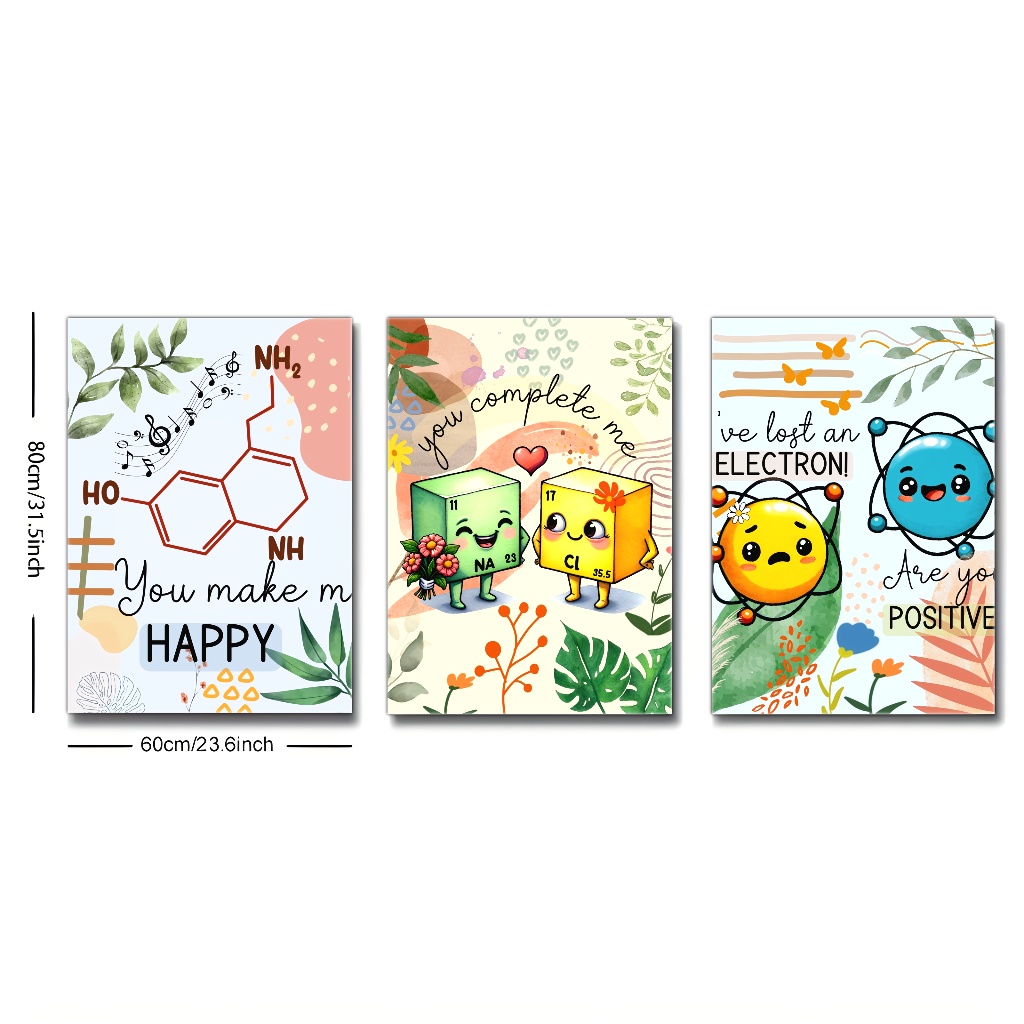 80cm/31.5inch
60cm/23.6inch
NH2
HO
NH
You make m
HAPPY
you complete me
11
NA 23
17
Cl 35.5
've lost an
ELECTRON!
Are you
POSITIVE